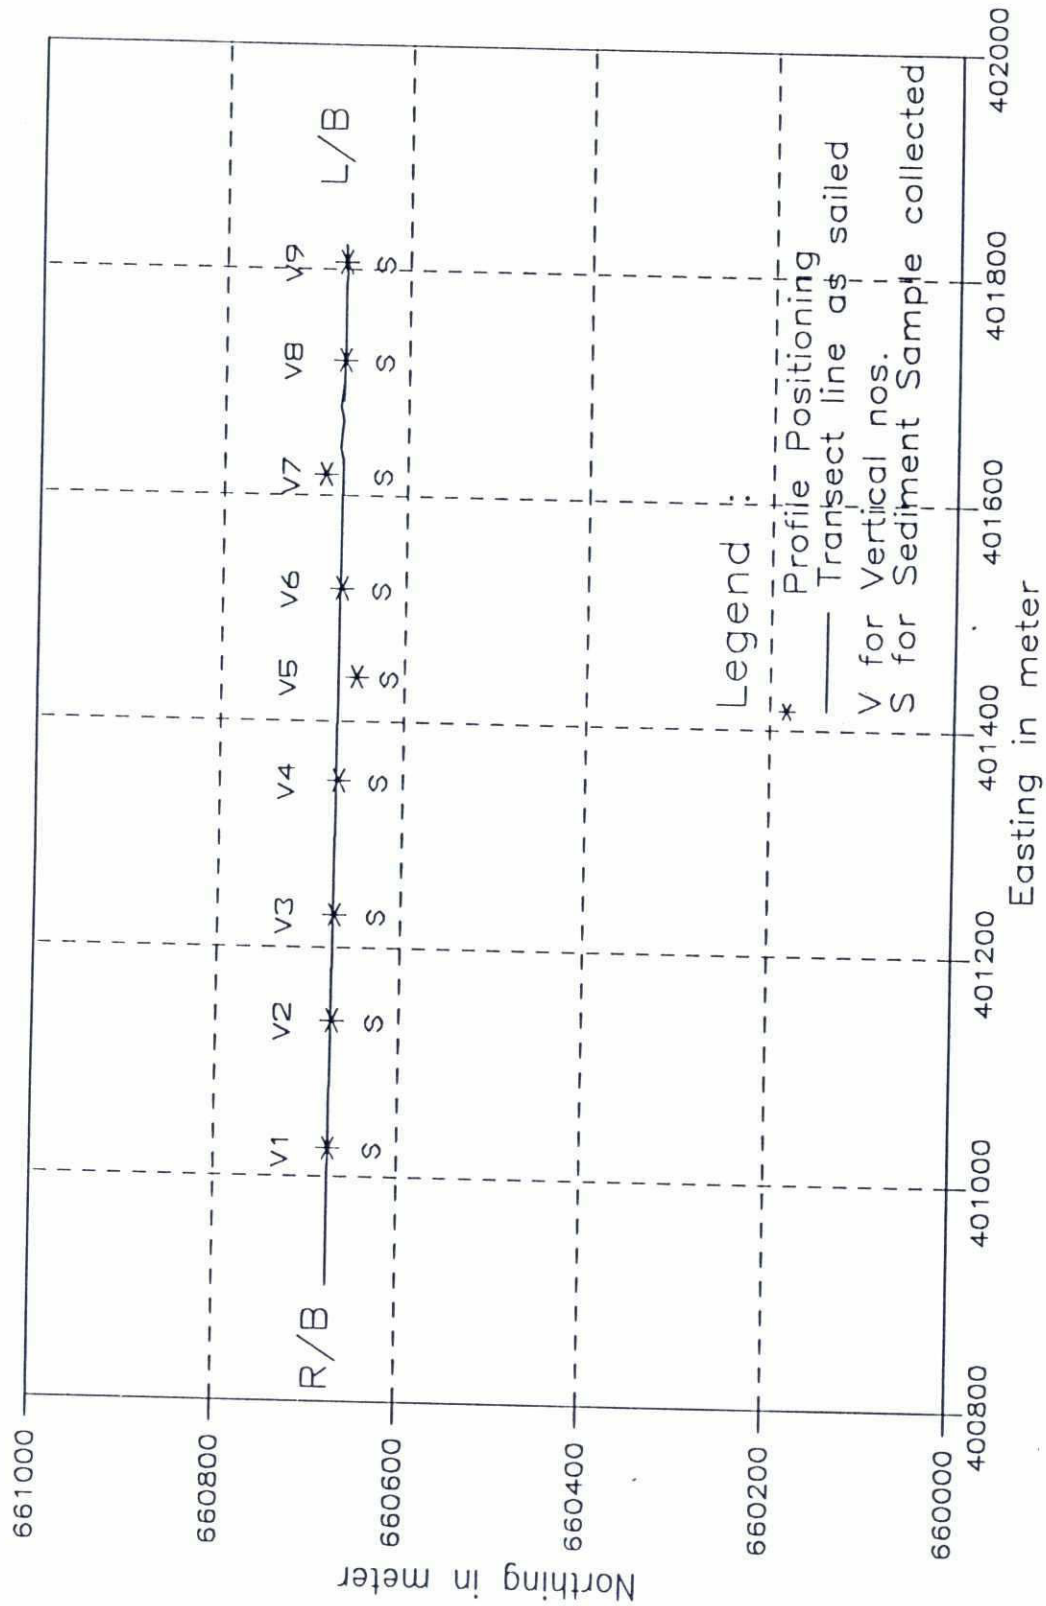 661000
660800
660600
660400
660200
660000
Northing in meter
R/B
L/B
V1
V2
V3
V4
V5
V6
V7
V8
V9
S
S
S
S
S
S
S
S
S
Legend :
* Profile Positioning
Transect line as sailed
V for Vertical nos.
S for Sediment Sample collected
400800
401000
401200
401400
401600
401800
402000
Easting in meter